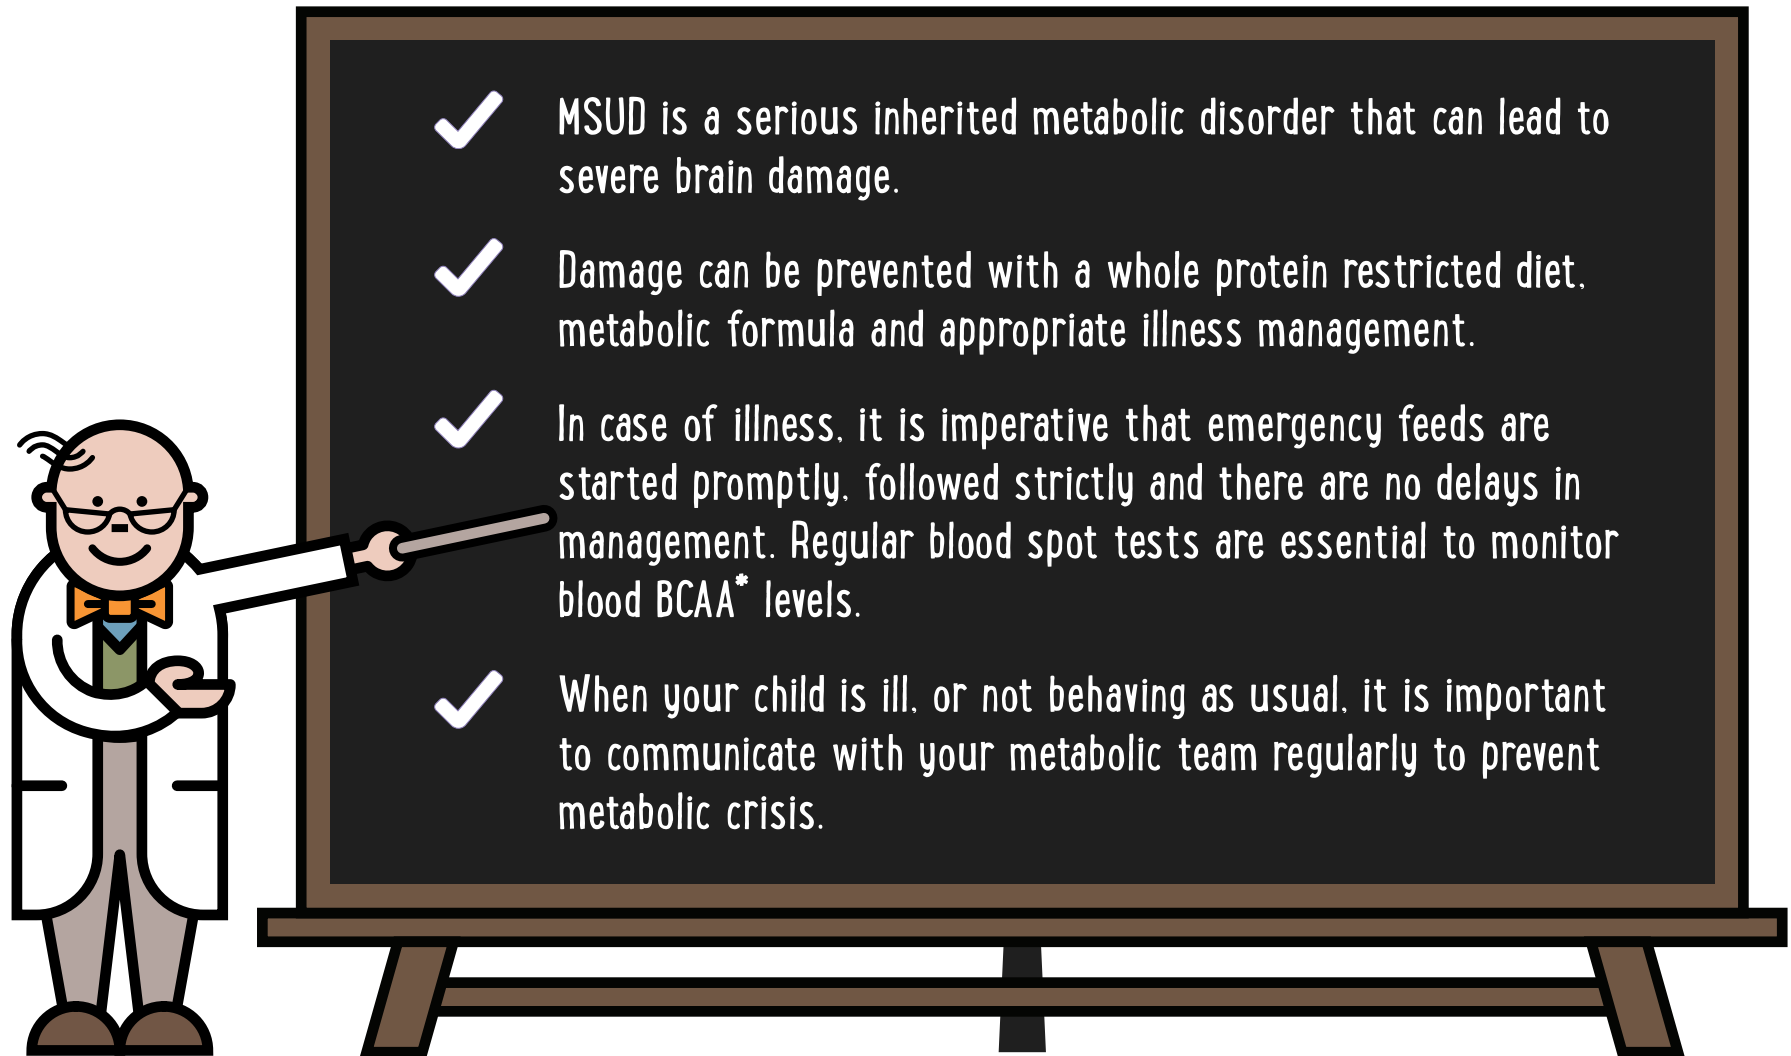 MSUD is a serious inherited metabolic disorder that can lead to
severe brain damage.
Damage can be prevented with a whole protein restricted diet,
metabolic formula and appropriate illness management.
In case of illness, it is imperative that emergency feeds are
started promptly, followed strictly and there are no delays in
management. Regular blood spot tests are essential to monitor
blood BCAA* levels.
When your child is ill, or not behaving as usual, it is important
to communicate with your metabolic team regularly to prevent
metabolic crisis.